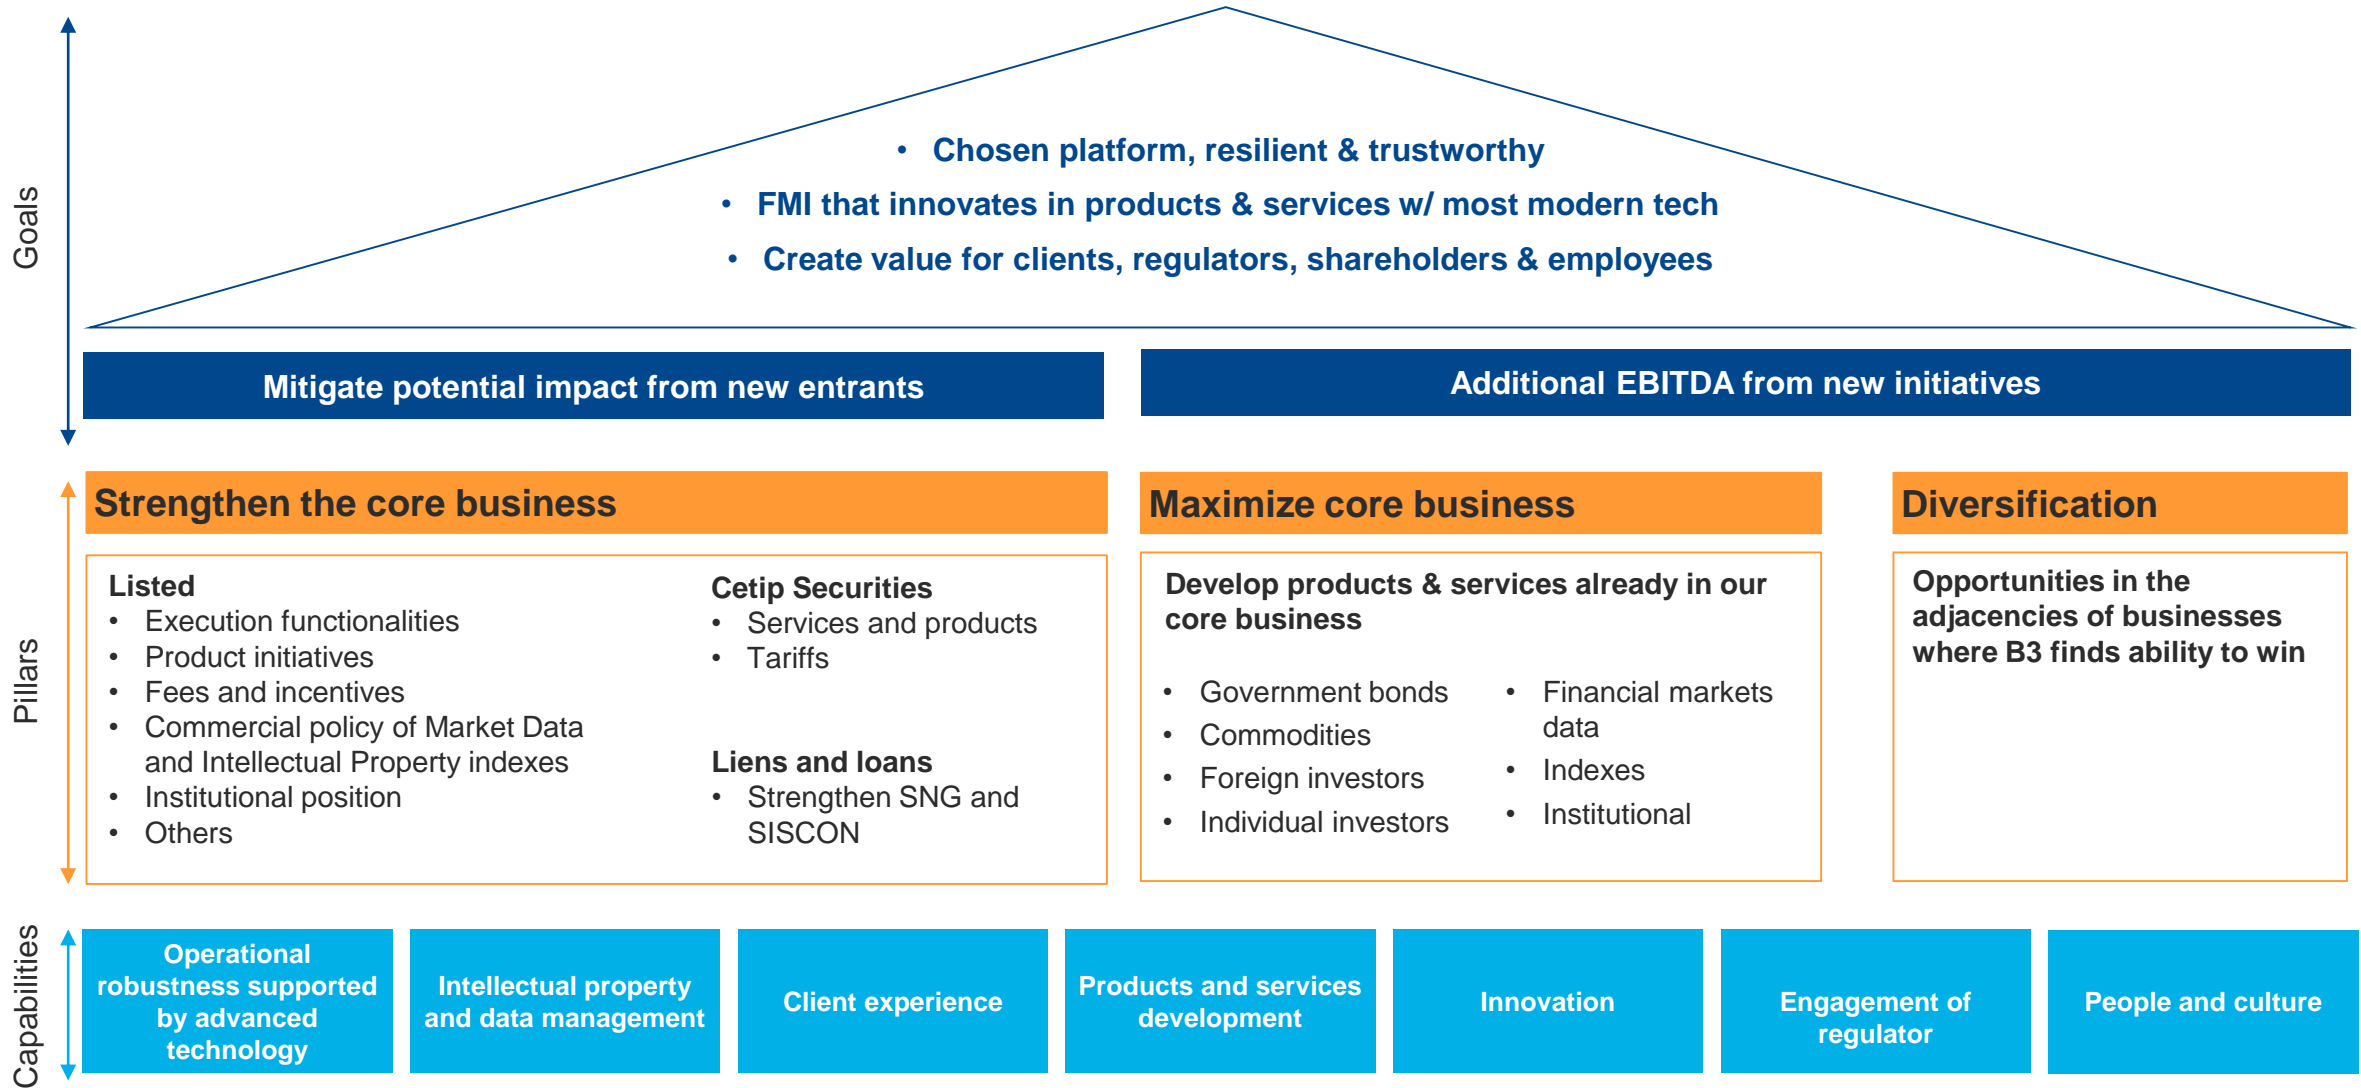 Goals
• Chosen platform, resilient & trustworthy
• FMI that innovates in products & services w/ most modern tech
• Create value for clients, regulators, shareholders & employees
Mitigate potential impact from new entrants
Additional EBITDA from new initiatives
Pillars
Strengthen the core business
Listed
• Execution functionalities
• Product initiatives
• Fees and incentives
• Commercial policy of Market Data
and Intellectual Property indexes
• Institutional position
• Others
Cetip Securities
• Services and products
• Tariffs
Liens and loans
• Strengthen SNG and
SISCON
Maximize core business
Develop products & services already in our
core business
• Government bonds
• Commodities
• Foreign investors
• Individual investors
• Financial markets
data
• Indexes
• Institutional
Diversification
Opportunities in the
adjacencies of businesses
where B3 finds ability to win
Capabilities
Operational
robustness supported
by advanced
technology
Intellectual property
and data management
Client experience
Products and services
development
Innovation
Engagement of
regulator
People and culture